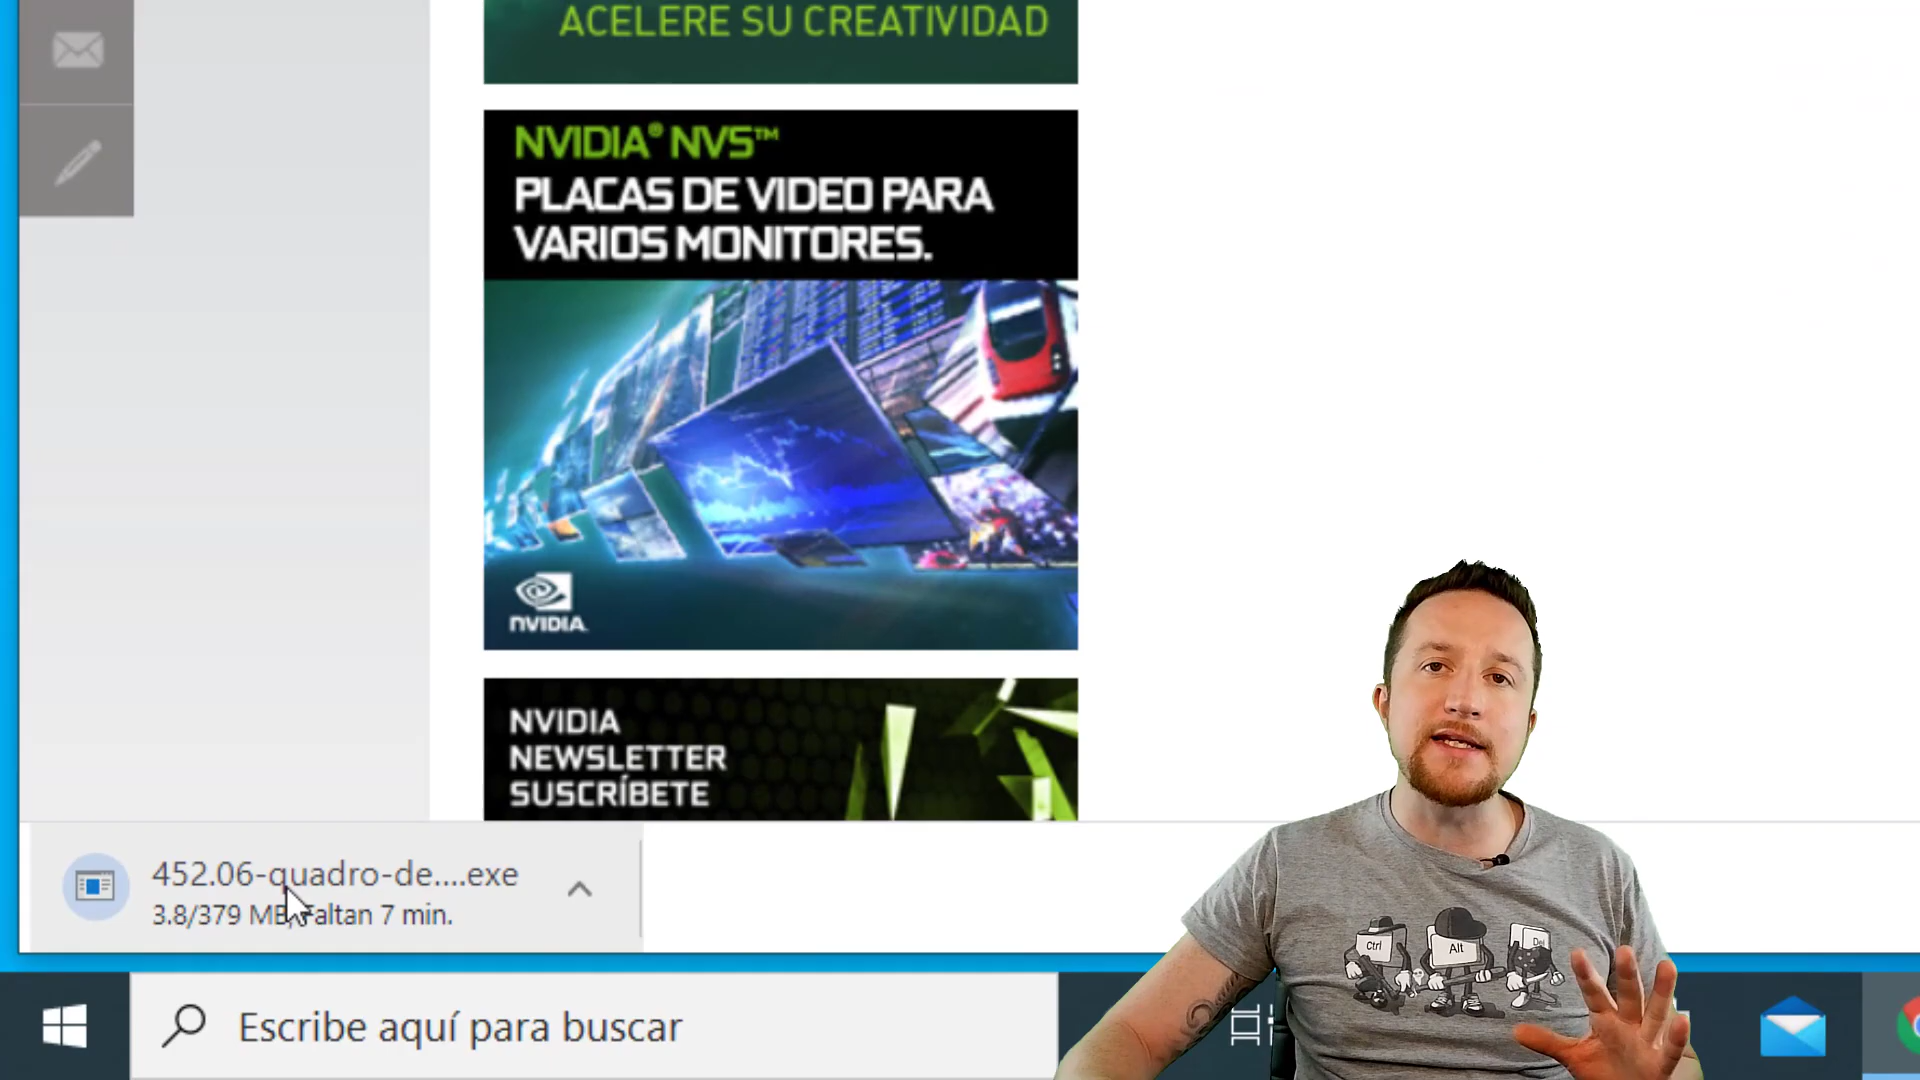 ACELERE SU CREATIVIDAD
NVIDIA® NVS™
PLACAS DE VIDEO PARA
VARIOS MONITORES.
nVIDIA.
NVIDIA
NEWSLETTER
SUSCRÍBETE
452.06-quadro-de....exe
3.8/379 MB, Faltan 7 min.
Ctrl
Alt
Del
Escribe aquí para buscar